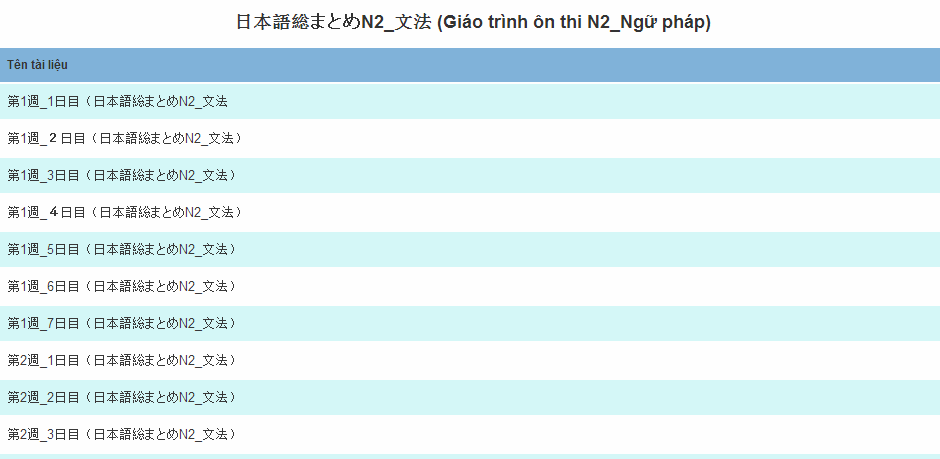 日本語総まとめN2_文法 (Giáo trình ôn thi N2_Ngữ pháp)
Tên tài liệu
第1週_1日目（日本語総まとめN2_文法
第1週_２日目（日本語総まとめN2_文法）
第1週_3日目（日本語総まとめN2_文法）
第1週_４日目（日本語総まとめN2_文法）
第1週_5日目（日本語総まとめN2_文法）
第1週_6日目（日本語総まとめN2_文法）
第1週_7日目（日本語総まとめN2_文法）
第2週_1日目（日本語総まとめN2_文法）
第2週_2日目（日本語総まとめN2_文法）
第2週_3日目（日本語総まとめN2_文法）